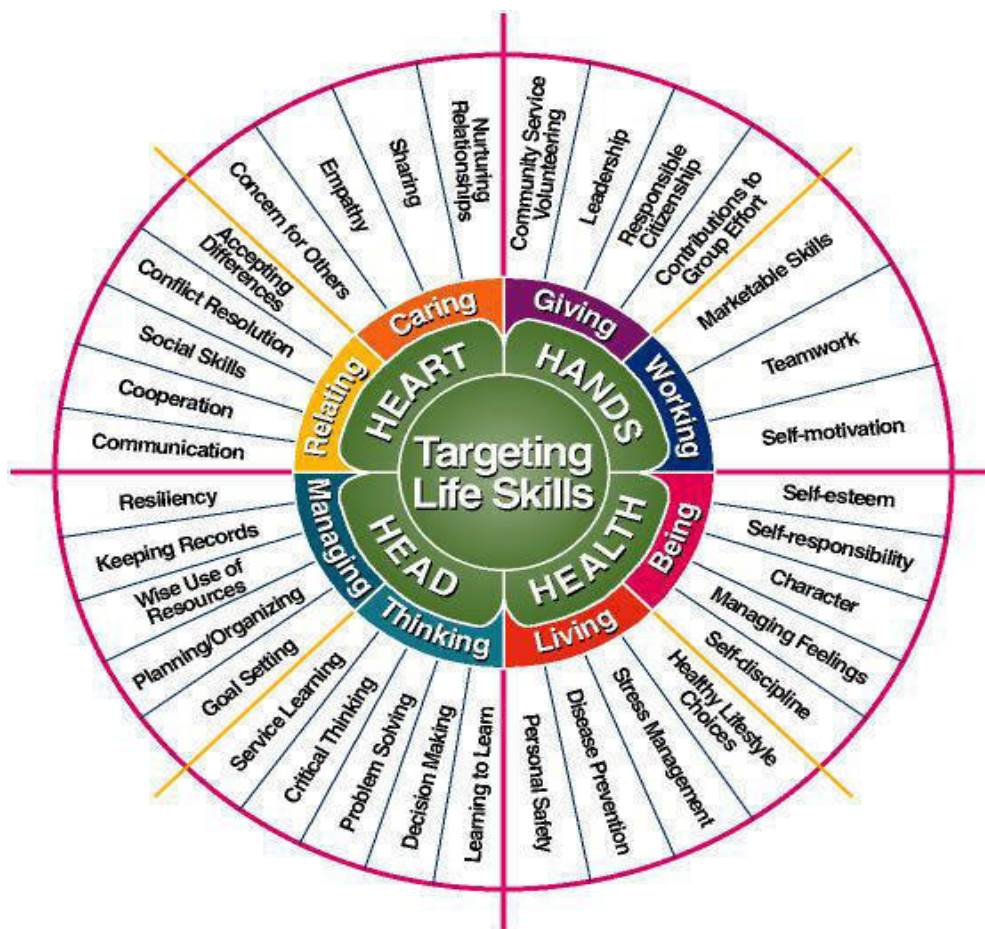 Targeting
Life Skills
HEART
HANDS
HEALTH
HEAD
Caring
Giving
Working
Being
Living
Thinking
Managing
Relating
Nurturing
Relationships
Sharing
Empathy
Concern for Others
Community Service
Volunteering
Leadership
Responsible
Citizenship
Contributions to
Group Effort
Marketable Skills
Teamwork
Self-motivation
Self-esteem
Self-responsibility
Character
Managing Feelings
Self-discipline
Healthy Lifestyle
Choices
Stress Management
Disease Prevention
Personal Safety
Learning to Learn
Decision Making
Problem Solving
Critical Thinking
Service Learning
Goal Setting
Planning/Organizing
Wise Use of
Resources
Keeping Records
Resiliency
Communication
Cooperation
Social Skills
Conflict Resolution
Accepting
Differences